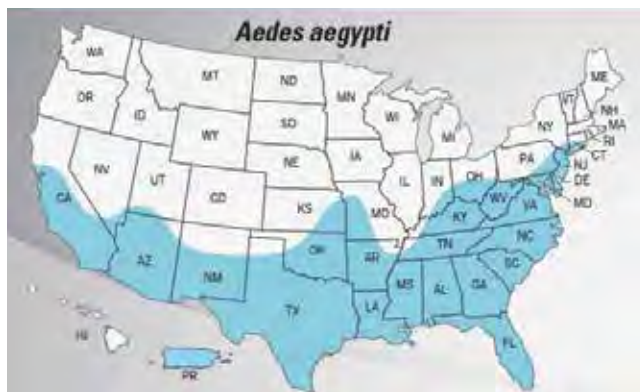 Aedes aegypti
WA
MT
ND
MN
ME
VT
OR
ID
SD
WI
MI
NY
NH
MA
RI
CT
WY
IA
PA
NJ
NE
NV
UT
IL
IN
OH
DE
MD
CA
CO
KS
MO
WV
VA
KY
AZ
NM
OK
AR
TN
NC
SC
TX
LA
MS
AL
GA
HI
FL
PR